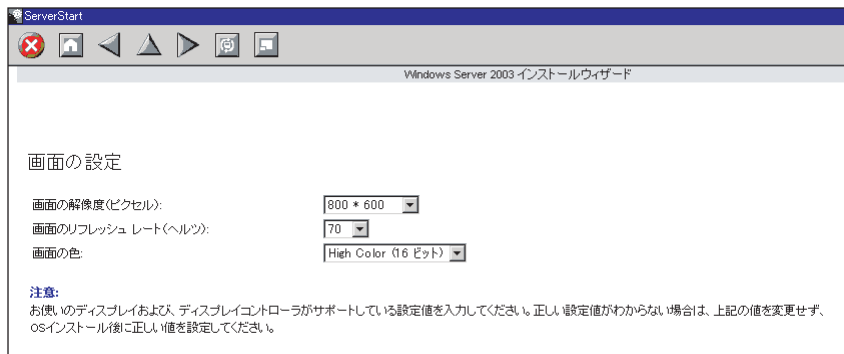 ServerStart
Windows Server 2003 インストールウィザード
画面の設定
画面の解像度(ピクセル): 800 * 600
画面のリフレッシュ レート(ヘルツ): 70
画面の色: High Color (16 ビット)
注意:
お使いのディスプレイおよび、ディスプレイコントローラがサポートしている設定値を入力してください。正しい設定値がわからない場合は、上記の値を変更せず、
OSインストール後に正しい値を設定してください。